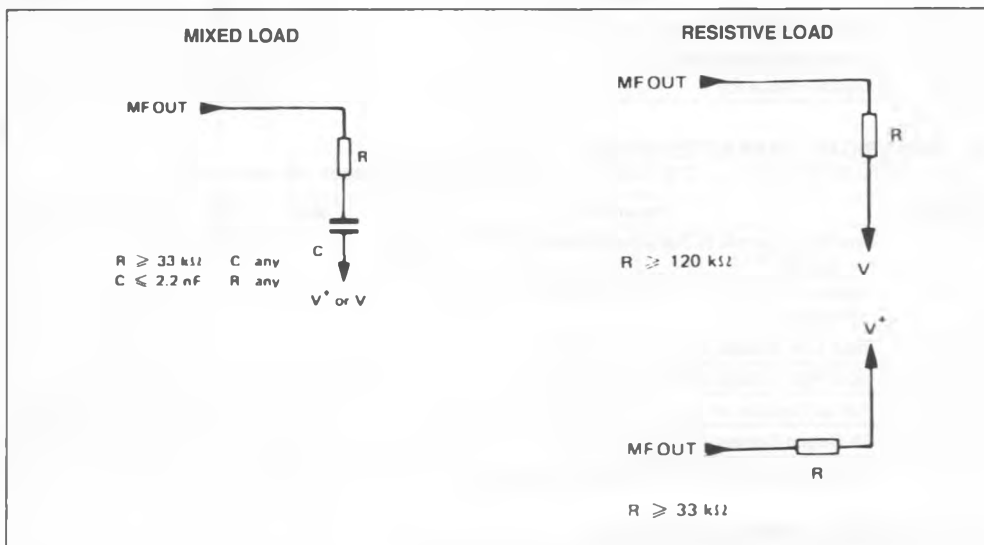 MIXED LOAD
MF OUT
R
C
R ⩾ 33 kΩ C any
C ⩽ 2.2 nF R any
V+ or V
RESISTIVE LOAD
MF OUT
R
R ⩾ 120 kΩ
V
V+
MF OUT
R
R ⩾ 33 kΩ